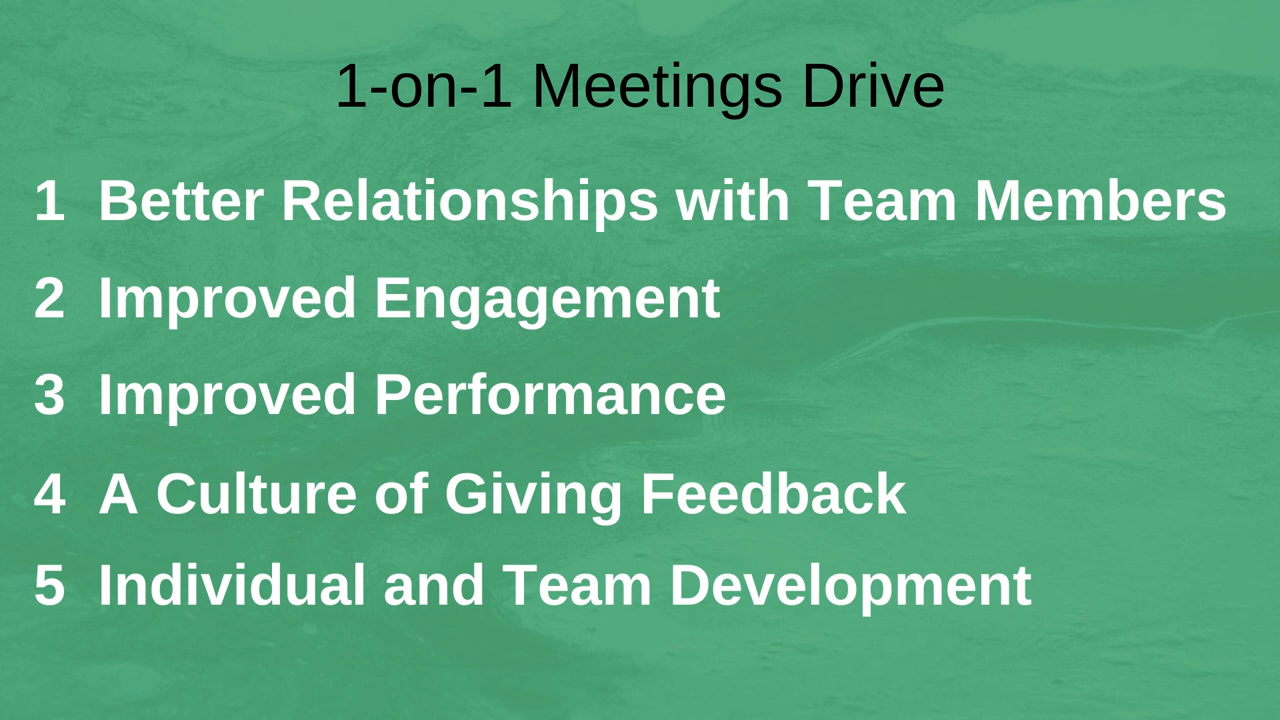 1-on-1 Meetings Drive
1 Better Relationships with Team Members
2 Improved Engagement
3 Improved Performance
4 A Culture of Giving Feedback
5 Individual and Team Development